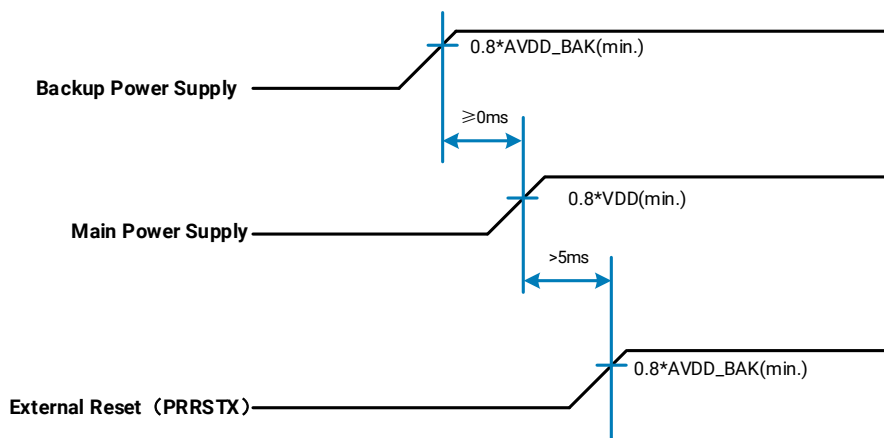 0.8*AVDD_BAK(min.)
Backup Power Supply
≥0ms
0.8*VDD(min.)
Main Power Supply
>5ms
0.8*AVDD_BAK(min.)
External Reset（PRRSTX）